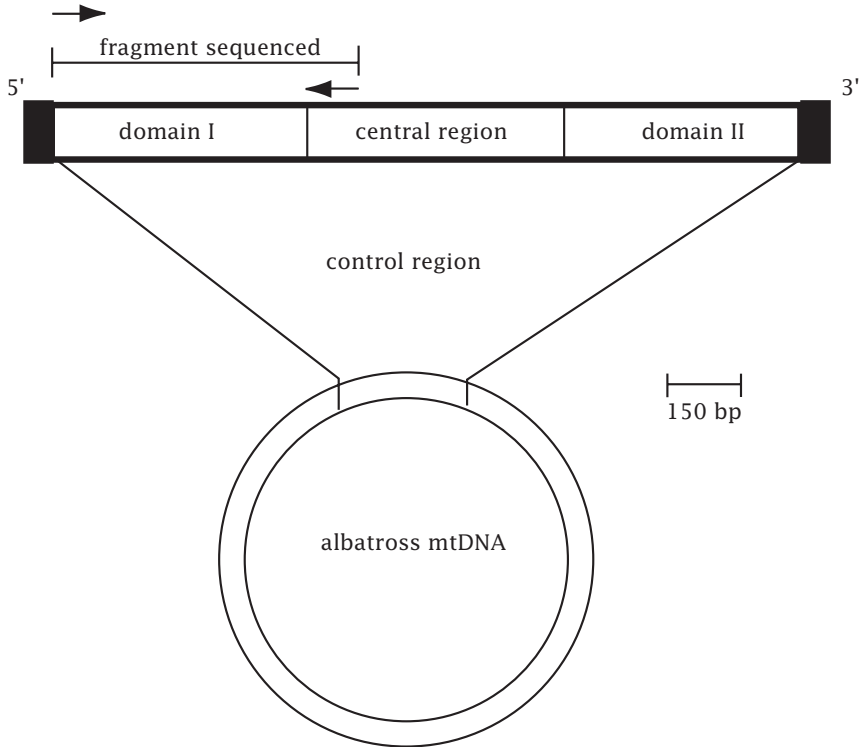 fragment sequenced
5'
3'
domain I
central region
domain II
control region
150 bp
albatross mtDNA